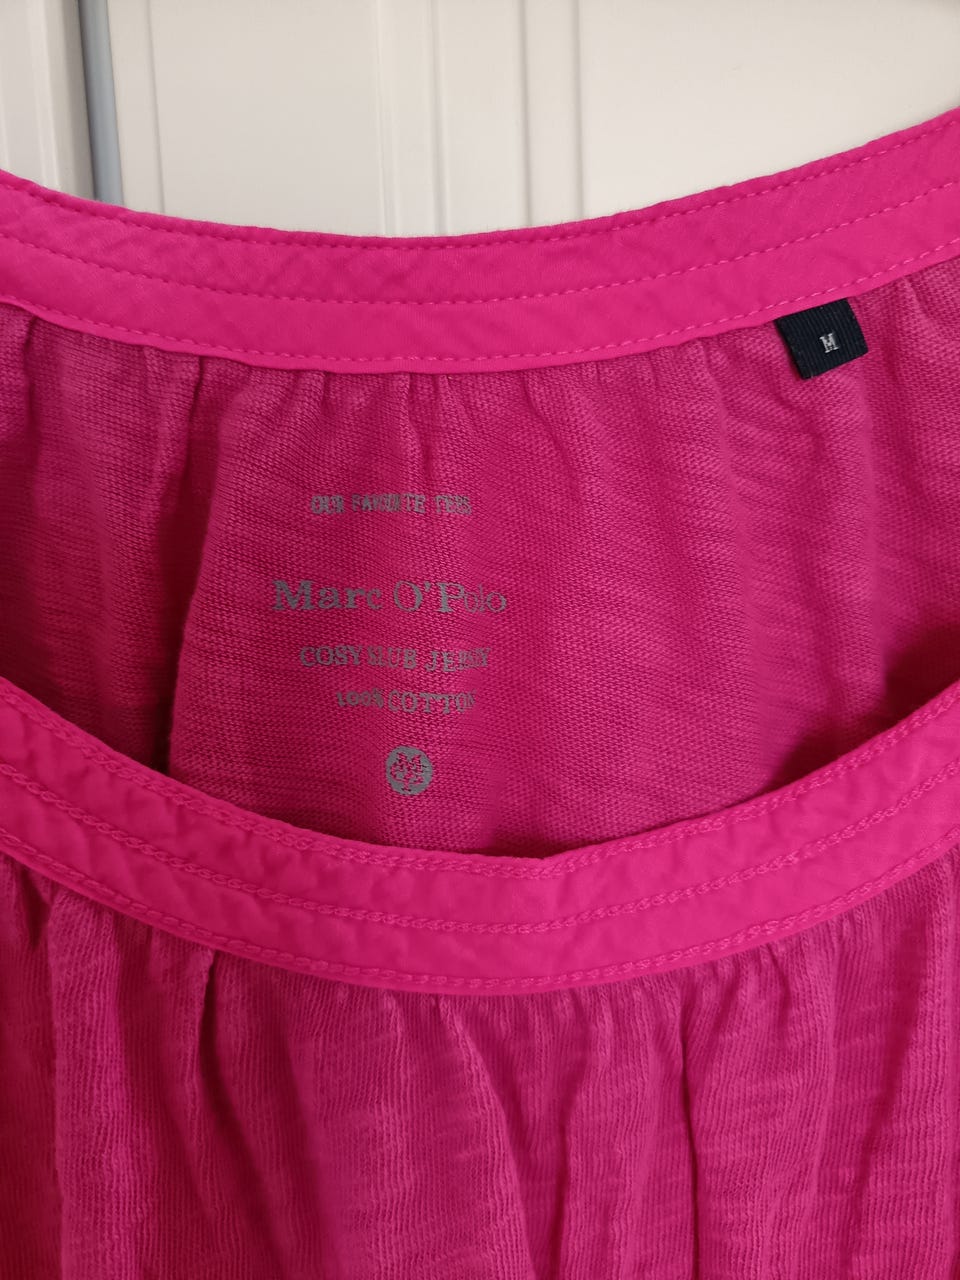 M
OUR FAVORITE TEES
Marc O'Polo
COSY SLUB JERSEY
100% COTTON